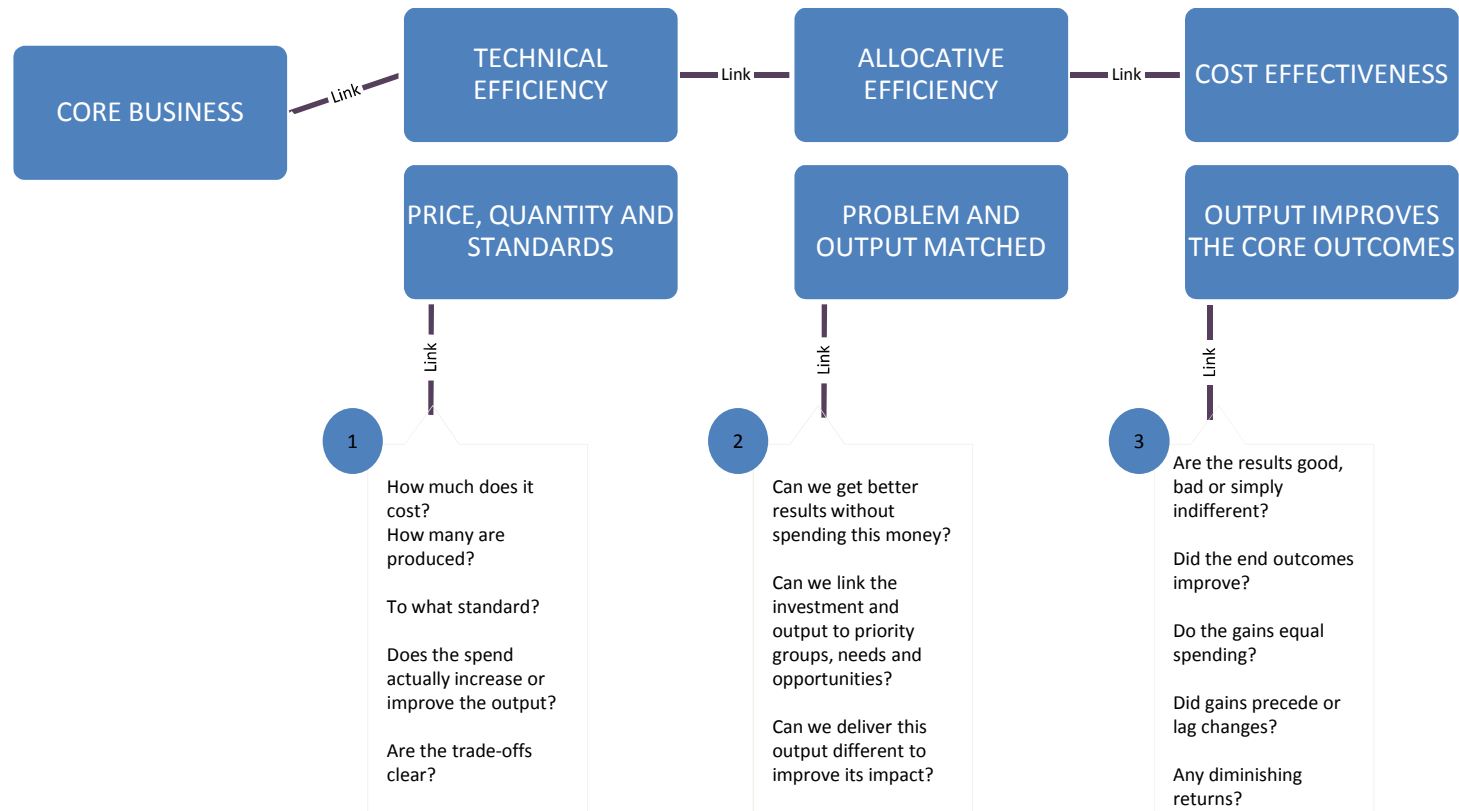 CORE BUSINESS
Link
TECHNICAL
EFFICIENCY
Link
ALLOCATIVE
EFFICIENCY
Link
COST EFFECTIVENESS
PRICE, QUANTITY AND
STANDARDS
PROBLEM AND
OUTPUT MATCHED
OUTPUT IMPROVES
THE CORE OUTCOMES
Link
Link
Link
1
How much does it
cost?
How many are
produced?
To what standard?
Does the spend
actually increase or
improve the output?
Are the trade-offs
clear?
2
Can we get better
results without
spending this money?
Can we link the
investment and
output to priority
groups, needs and
opportunities?
Can we deliver this
output different to
improve its impact?
3
Are the results good,
bad or simply
indifferent?
Did the end outcomes
improve?
Do the gains equal
spending?
Did gains precede or
lag changes?
Any diminishing
returns?